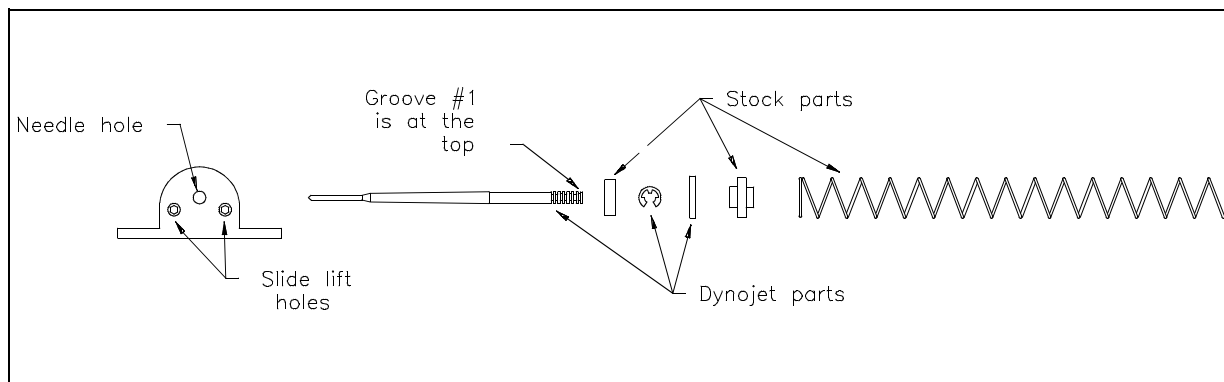 Groove #1
is at the
top
Stock parts
Needle hole
Slide lift
holes
Dynojet parts